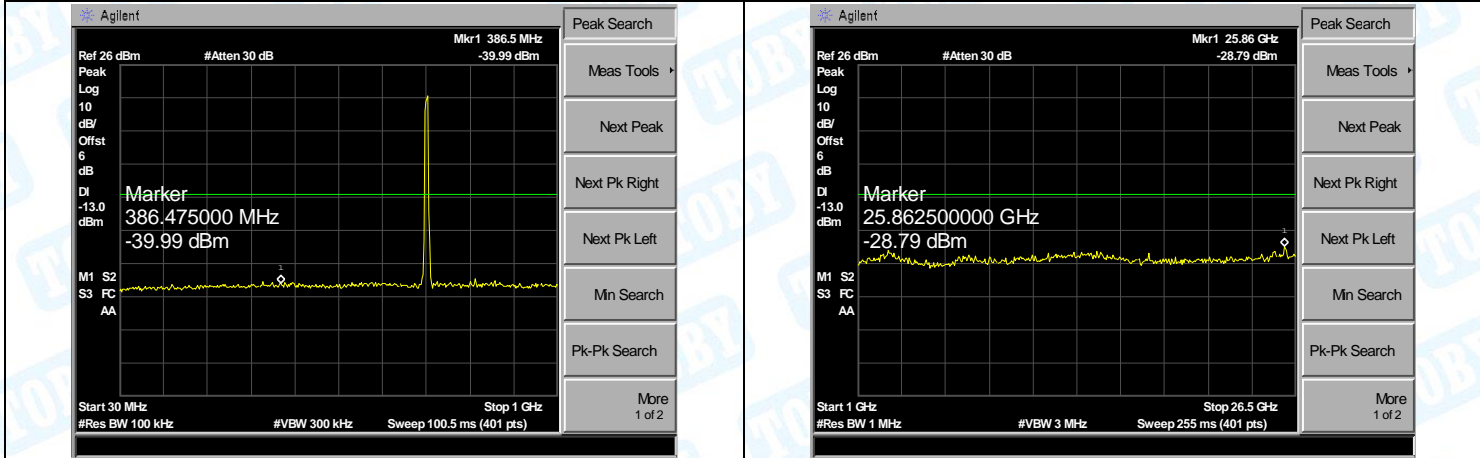 Agilent
Peak Search
Mkr1 386.5 MHz
Ref 26 dBm #Atten 30 dB -39.99 dBm
Peak
Log
10
dB/
Offst
6
dB
DI
-13.0
dBm
M1 S2
S3 FC
AA
Marker
386.475000 MHz
-39.99 dBm
1
Start 30 MHz Stop 1 GHz
#Res BW 100 kHz #VBW 300 kHz Sweep 100.5 ms (401 pts)
Meas Tools
Next Peak
Next Pk Right
Next Pk Left
Min Search
Pk-Pk Search
More
1 of 2
Agilent
Peak Search
Mkr1 25.86 GHz
Ref 26 dBm #Atten 30 dB -28.79 dBm
Peak
Log
10
dB/
Offst
6
dB
DI
-13.0
dBm
M1 S2
S3 FC
AA
Marker
25.862500000 GHz
-28.79 dBm
1
Start 1 GHz Stop 26.5 GHz
#Res BW 1 MHz #VBW 3 MHz Sweep 255 ms (401 pts)
Meas Tools
Next Peak
Next Pk Right
Next Pk Left
Min Search
Pk-Pk Search
More
1 of 2
TOBY
TOBY
TOBY